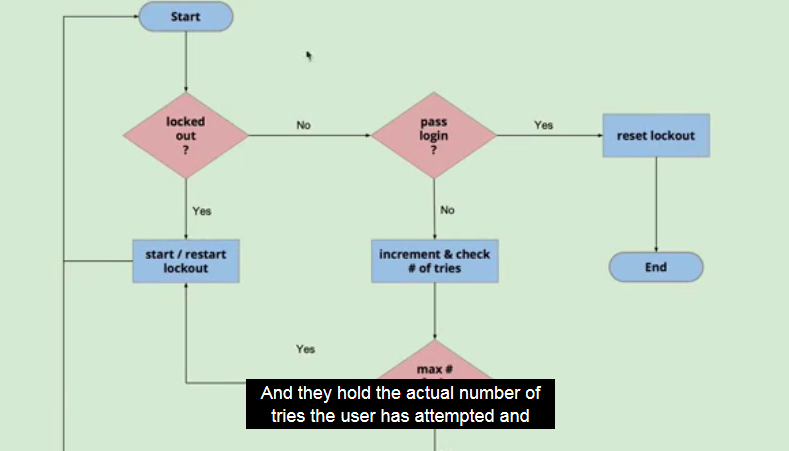 Start
locked
out
?
No
pass
login
?
Yes
reset lockout
Yes
No
start / restart
lockout
increment & check
# of tries
End
Yes
max #
And they hold the actual number of
tries the user has attempted and